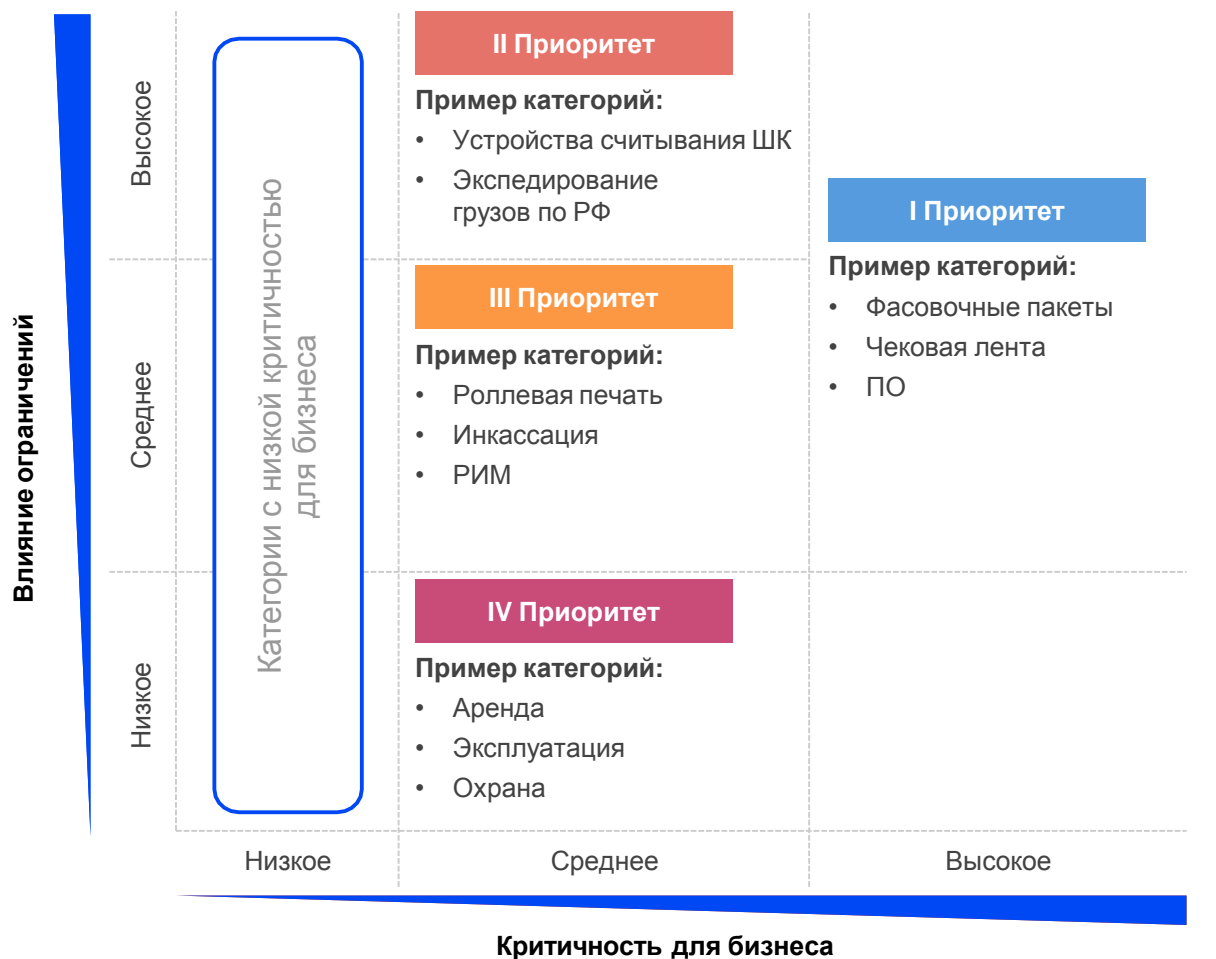 Влияние ограничений
Высокое
Среднее
Низкое
Категории с низкой критичностью
для бизнеса
II Приоритет
Пример категорий:
• Устройства считывания ШК
• Экспедирование
грузов по РФ
III Приоритет
Пример категорий:
• Роллевая печать
• Инкассация
• РИМ
IV Приоритет
Пример категорий:
• Аренда
• Эксплуатация
• Охрана
I Приоритет
Пример категорий:
• Фасовочные пакеты
• Чековая лента
• ПО
Низкое
Среднее
Высокое
Критичность для бизнеса